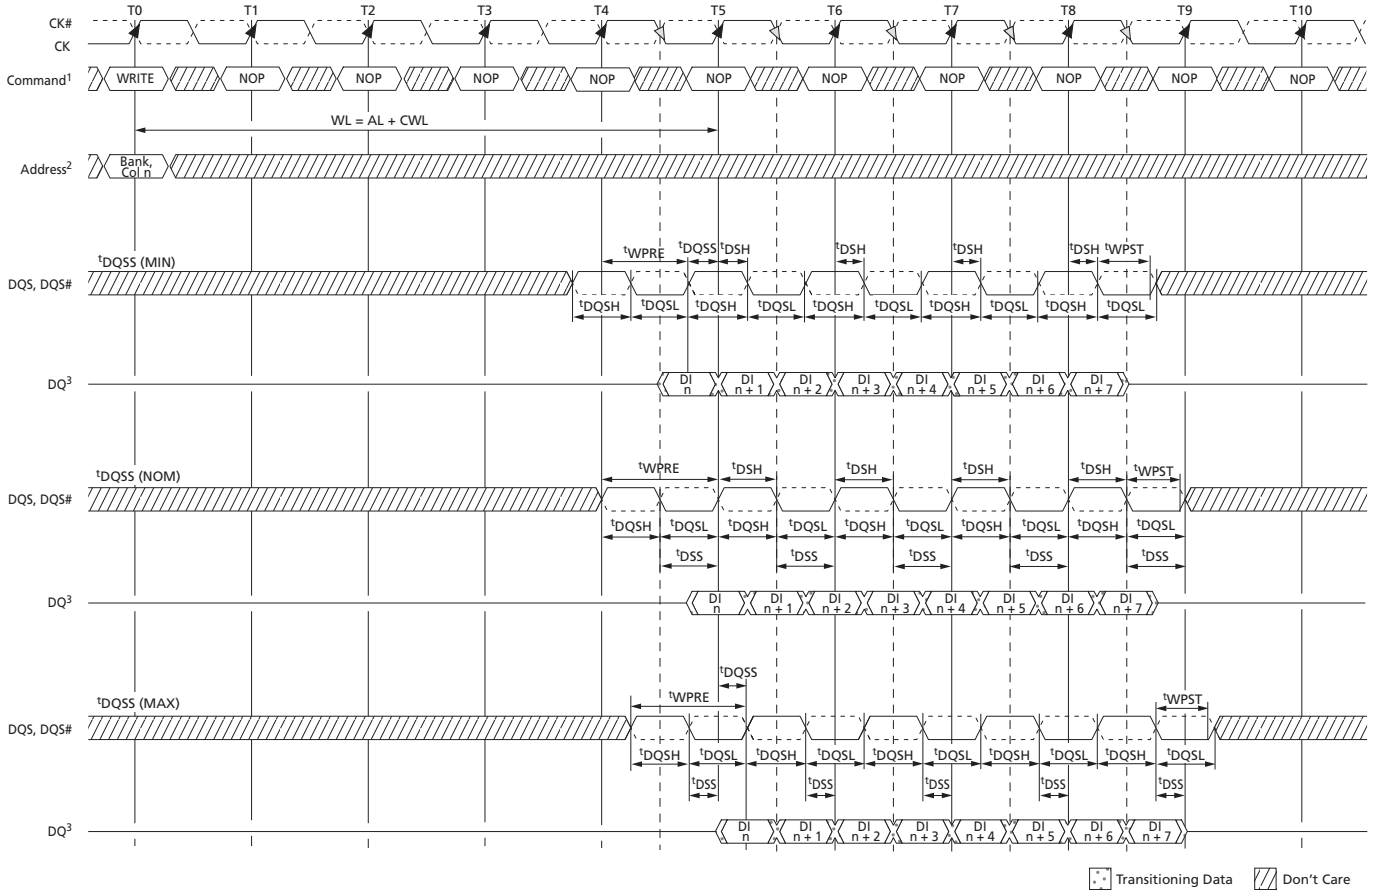 T0 T1 T2 T3 T4 T5 T6 T7 T8 T9 T10
CK#
CK
Command1 WRITE NOP NOP NOP NOP NOP NOP NOP NOP NOP NOP
WL = AL + CWL
Address2 Bank, Col n
tDQSS (MIN) tWPRE tDQSS tDSH tDSH tDSH tDSH tWPST
DQS, DQS#
tDQSH tDQSL tDQSH tDQSL tDQSH tDQSL tDQSH tDQSL tDQSH tDQSL
DQ3 DI n DI n + 1 DI n + 2 DI n + 3 DI n + 4 DI n + 5 DI n + 6 DI n + 7
tDQSS (NOM) tWPRE tDSH tDSH tDSH tDSH tWPST
DQS, DQS#
tDQSH tDQSL tDQSH tDQSL tDQSH tDQSL tDQSH tDQSL tDQSH tDQSL
tDSS tDSS tDSS tDSS tDSS
DQ3 DI n DI n + 1 DI n + 2 DI n + 3 DI n + 4 DI n + 5 DI n + 6 DI n + 7
tDQSS
tDQSS (MAX) tWPRE tWPST
DQS, DQS#
tDQSH tDQSL tDQSH tDQSL tDQSH tDQSL tDQSH tDQSL tDQSH tDQSL
tDSS tDSS tDSS tDSS tDSS
DQ3 DI n DI n + 1 DI n + 2 DI n + 3 DI n + 4 DI n + 5 DI n + 6 DI n + 7
Transitioning Data Don't Care